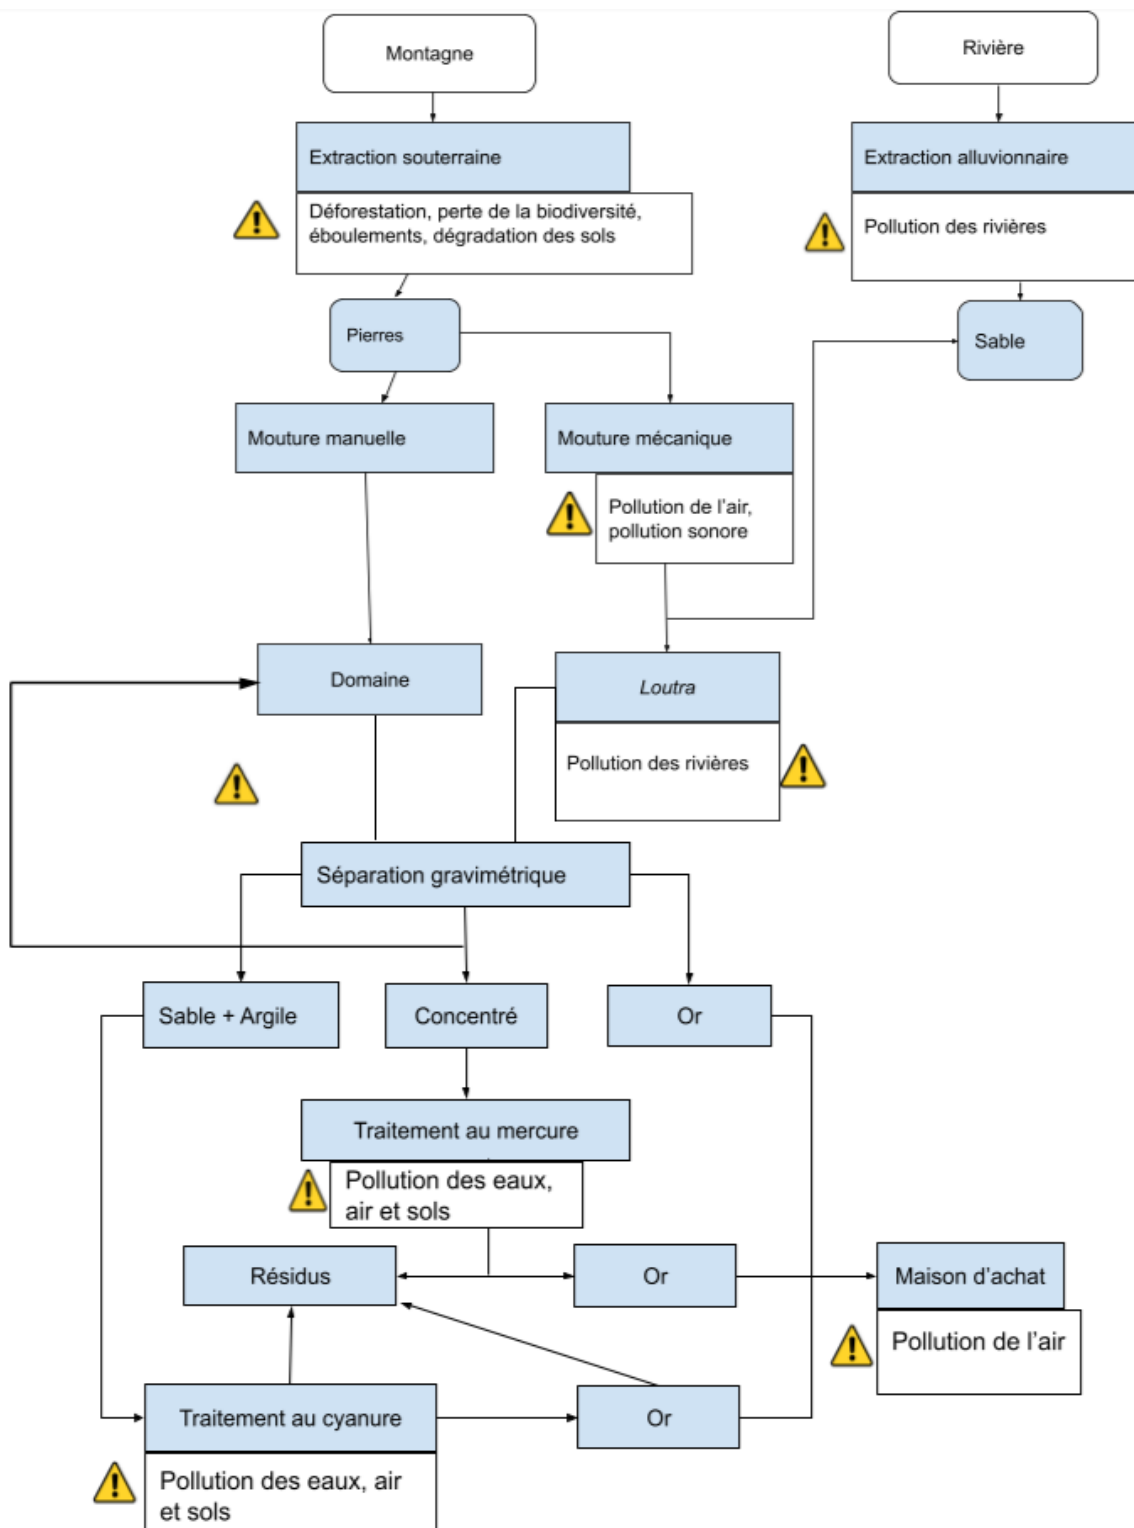 Montagne
Rivière
Extraction souterraine
Extraction alluvionnaire
Déforestation, perte de la biodiversité,
éboulements, dégradation des sols
Pollution des rivières
Pierres
Sable
Mouture manuelle
Mouture mécanique
Pollution de l'air,
pollution sonore
Domaine
Loutra
Pollution des rivières
Séparation gravimétrique
Sable + Argile
Concentré
Or
Traitement au mercure
Pollution des eaux,
air et sols
Résidus
Or
Maison d'achat
Pollution de l'air
Traitement au cyanure
Or
Pollution des eaux, air
et sols